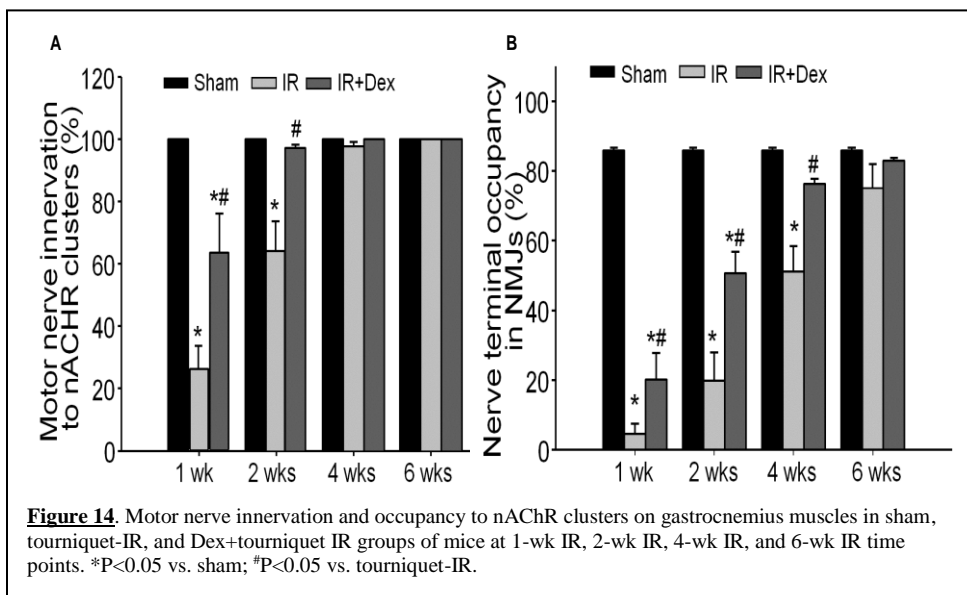 A
Motor nerve innervation
to nACHR clusters (%)
120
100
80
60
40
20
0
Sham IR IR+Dex
*
*#
*
#
1 wk 2 wks 4 wks 6 wks
B
Nerve terminal occupancy
in NMJs (%)
100
80
60
40
20
0
Sham IR IR+Dex
*
*#
*
*#
*
#
1 wk 2 wks 4 wks 6 wks
Figure 14. Motor nerve innervation and occupancy to nAChR clusters on gastrocnemius muscles in sham,
tourniquet-IR, and Dex+tourniquet IR groups of mice at 1-wk IR, 2-wk IR, 4-wk IR, and 6-wk IR time
points. *P<0.05 vs. sham; #P<0.05 vs. tourniquet-IR.